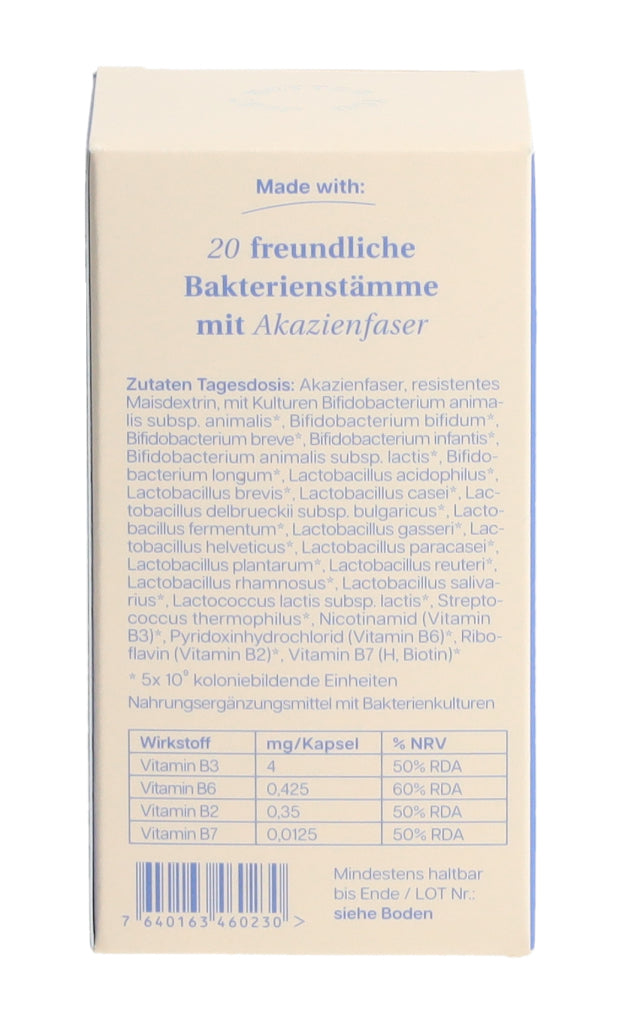 Made with:
20 freundliche
Bakterienstämme
mit Akazienfaser
Zutaten Tagesdosis: Akazienfaser, resistentes
Maisdextrin, mit Kulturen Bifidobacterium anima-
lis subsp. animalis*, Bifidobacterium bifidum*,
Bifidobacterium breve*, Bifidobacterium infantis*,
Bifidobacterium animalis subsp. lactis*, Bifido-
bacterium longum*, Lactobacillus acidophilus*,
Lactobacillus brevis*, Lactobacillus casei*, Lac-
tobacillus delbrueckii subsp. bulgaricus*, Lacto-
bacillus fermentum*, Lactobacillus gasseri*, Lac-
tobacillus helveticus*, Lactobacillus paracasei*,
Lactobacillus plantarum*, Lactobacillus reuteri*,
Lactobacillus rhamnosus*, Lactobacillus saliva-
rius*, Lactococcus lactis subsp. lactis*, Strepto-
coccus thermophilus*, Nicotinamid (Vitamin
B3)*, Pyridoxinhydrochlorid (Vitamin B6)*, Ribo-
flavin (Vitamin B2)*, Vitamin B7 (H, Biotin)*
* 5x 10⁹ koloniebildende Einheiten
Nahrungsergänzungsmittel mit Bakterienkulturen
Wirkstoff mg/Kapsel % NRV
Vitamin B3 4 50% RDA
Vitamin B6 0,425 60% RDA
Vitamin B2 0,35 50% RDA
Vitamin B7 0,0125 50% RDA
Mindestens haltbar
bis Ende / LOT Nr.:
siehe Boden
7 640163 460230 >